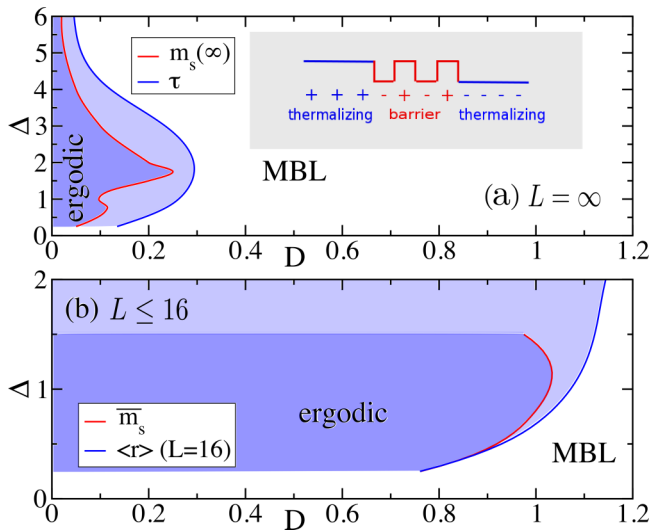 6
5
4
3
2
1
0
Δ
m_s(∞)
τ
ergodic
+ + + - + - + - - - -
thermalizing barrier thermalizing
MBL
(a) L = ∞
0 0.2 0.4 0.6 0.8 1 1.2
D
2
1
0
Δ
(b) L ≤ 16
ergodic
m̅_s
<r> (L=16)
MBL
0 0.2 0.4 0.6 0.8 1 1.2
D